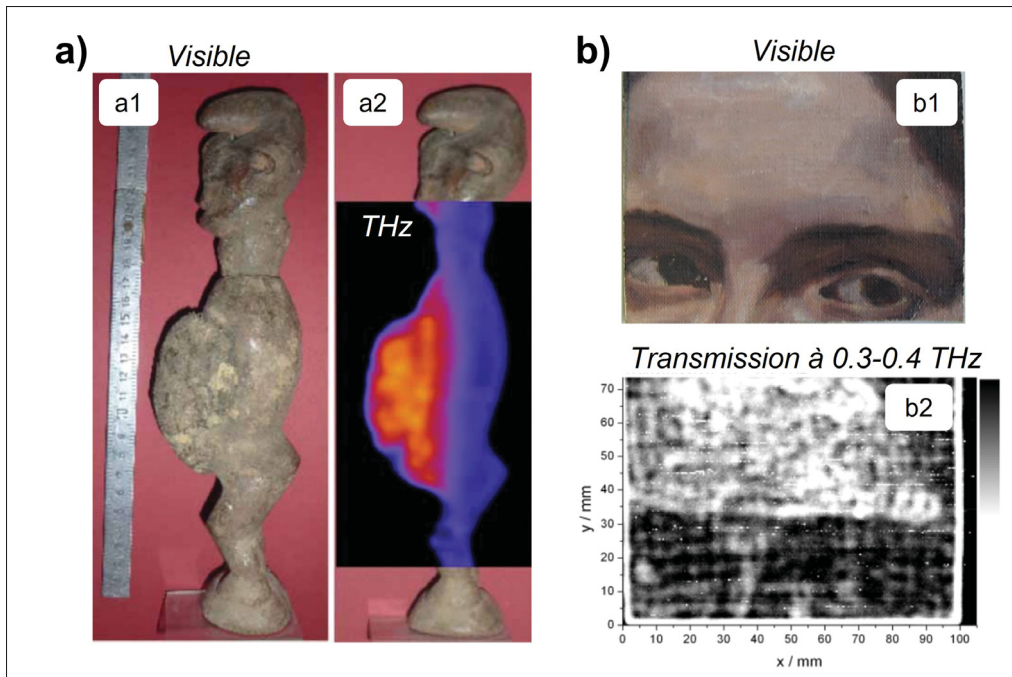 a)
Visible
a1
a2
THz
b)
Visible
b1
Transmission à 0.3-0.4 THz
b2
70
60
50
40
30
20
10
0
y / mm
0 10 20 30 40 50 60 70 80 90 100
x / mm